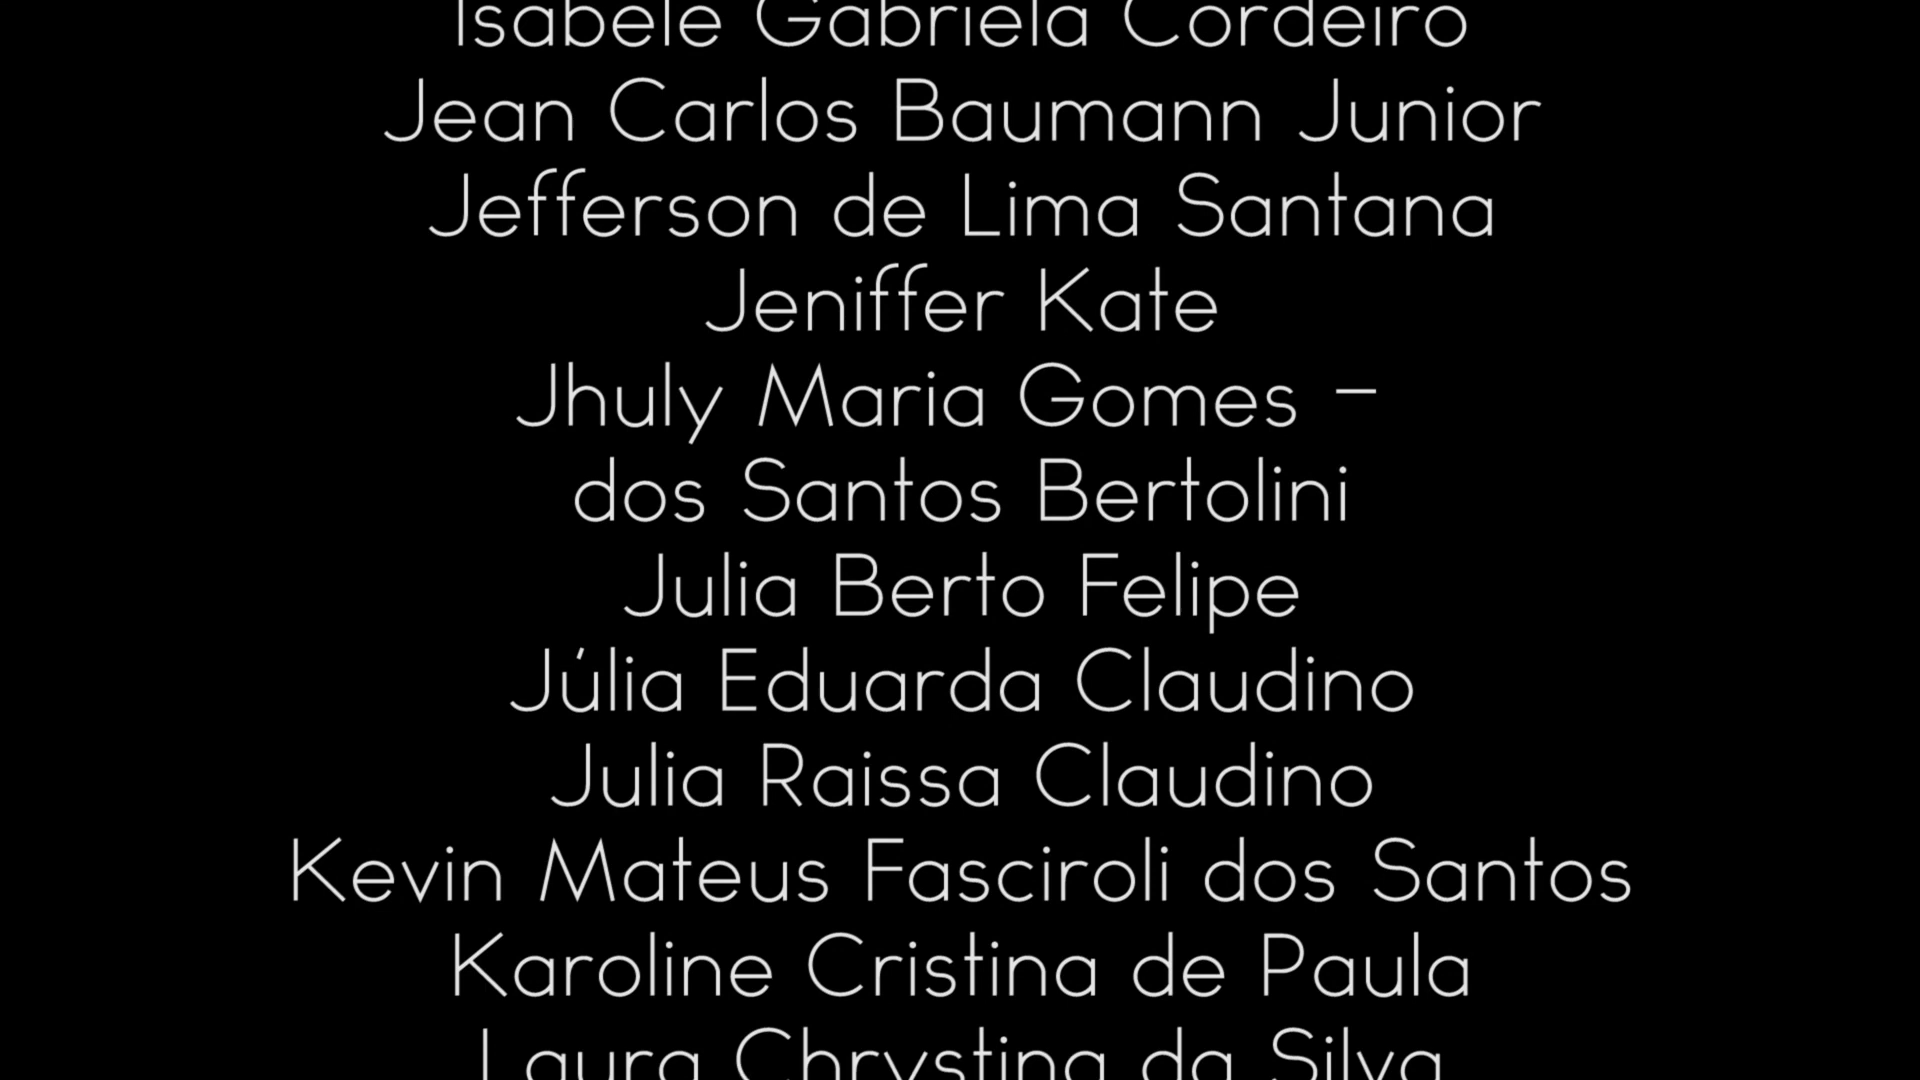 Isabele Gabriela Cordeiro
Jean Carlos Baumann Junior
Jefferson de Lima Santana
Jeniffer Kate
Jhuly Maria Gomes -
dos Santos Bertolini
Julia Berto Felipe
Júlia Eduarda Claudino
Julia Raissa Claudino
Kevin Mateus Fasciroli dos Santos
Karoline Cristina de Paula
Laura Chrystina da Silva